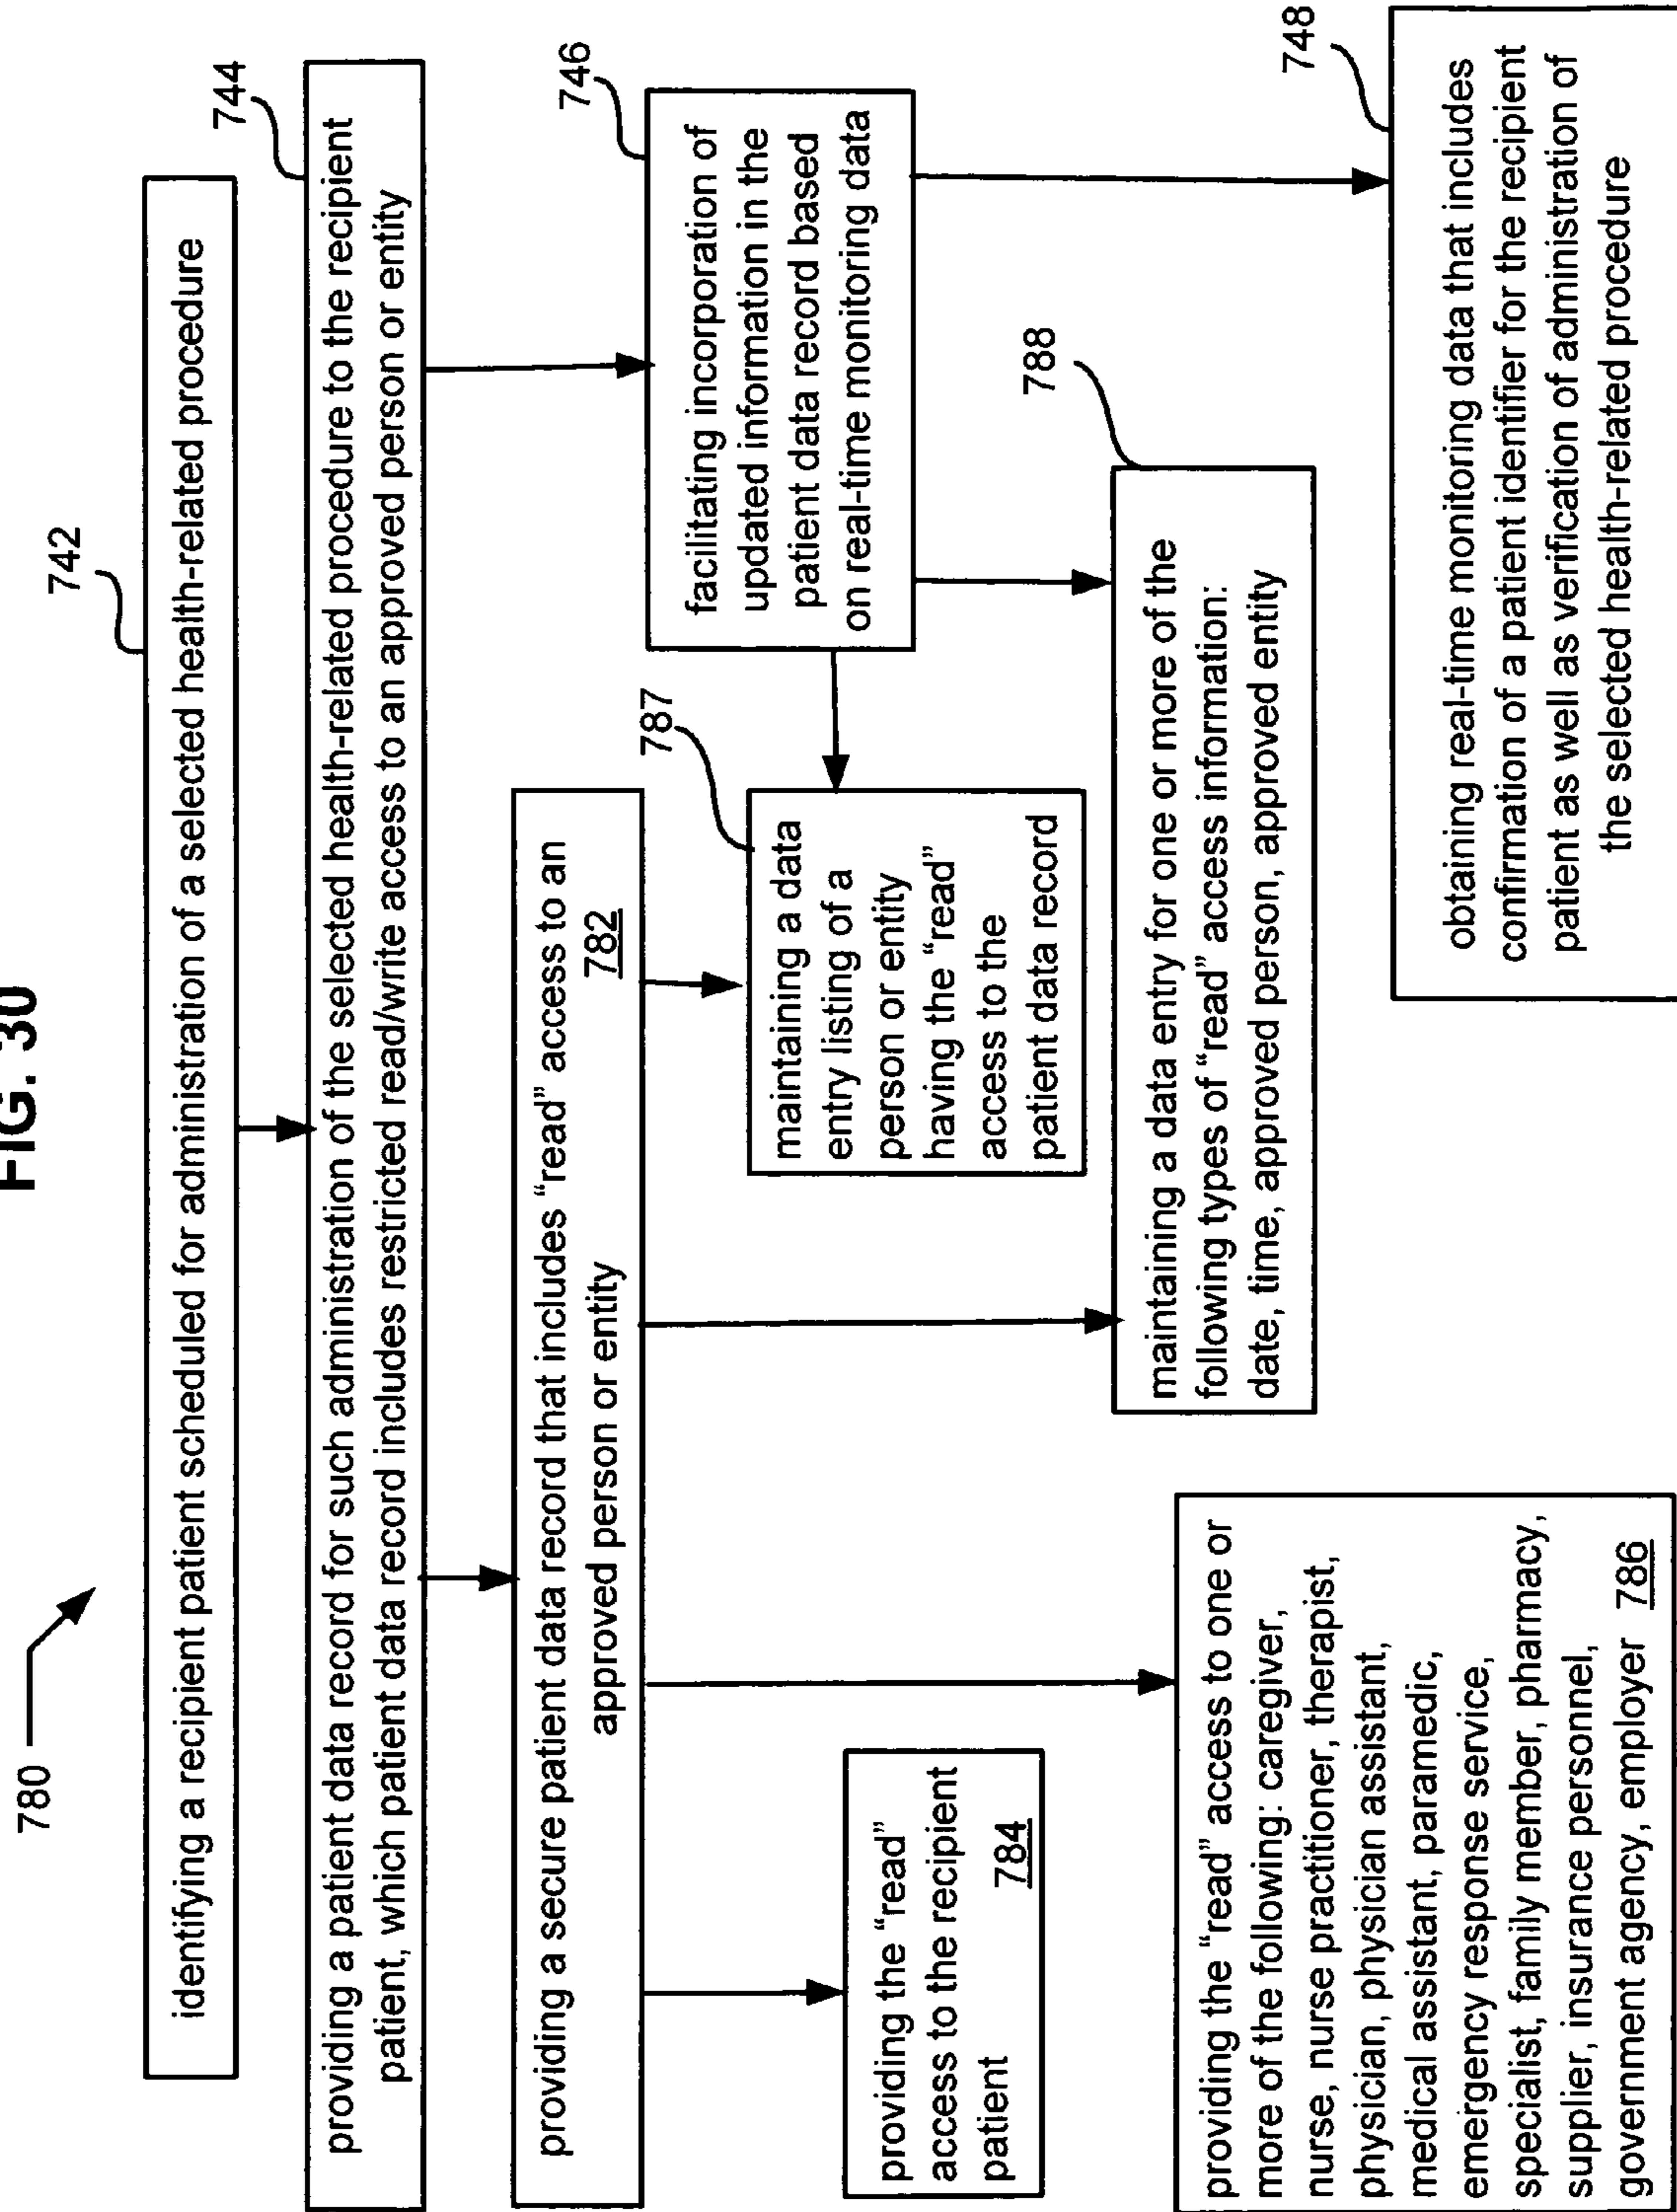 FIG. 30
780
742
identifying a recipient patient scheduled for administration of a selected health-related procedure
744
providing a patient data record for such administration of the selected health-related procedure to the recipient
patient, which patient data record includes restricted read/write access to an approved person or entity
providing a secure patient data record that includes “read” access to an
approved person or entity
782
746
facilitating incorporation of
updated information in the
patient data record based
on real-time monitoring data
providing the “read”
access to the recipient
patient
784
787
maintaining a data
entry listing of a
person or entity
having the “read”
access to the
patient data record
788
maintaining a data entry for one or more of the
following types of “read” access information:
date, time, approved person, approved entity
providing the “read” access to one or
more of the following: caregiver,
nurse, nurse practitioner, therapist,
physician, physician assistant,
medical assistant, paramedic,
emergency response service,
specialist, family member, pharmacy,
supplier, insurance personnel,
government agency, employer 786
748
obtaining real-time monitoring data that includes
confirmation of a patient identifier for the recipient
patient as well as verification of administration of
the selected health-related procedure